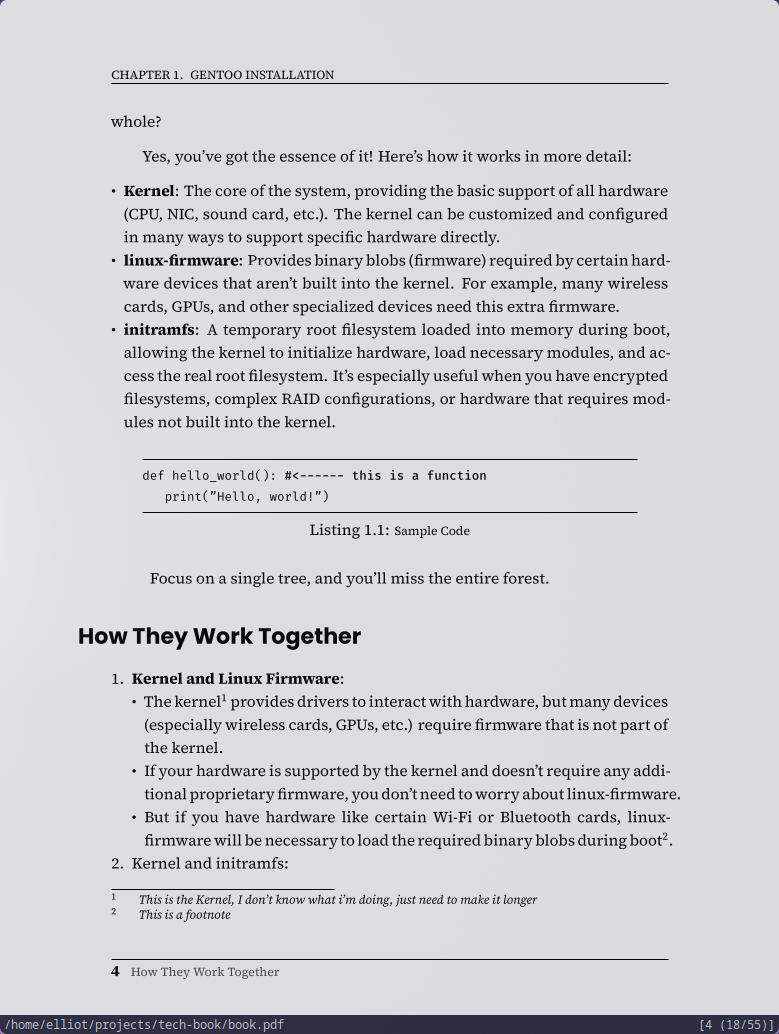 CHAPTER 1. GENTOO INSTALLATION
whole?
Yes, you’ve got the essence of it! Here’s how it works in more detail:
• Kernel: The core of the system, providing the basic support of all hardware
(CPU, NIC, sound card, etc.). The kernel can be customized and configured
in many ways to support specific hardware directly.
• linux-firmware: Provides binary blobs (firmware) required by certain hard-
ware devices that aren’t built into the kernel. For example, many wireless
cards, GPUs, and other specialized devices need this extra firmware.
• initramfs: A temporary root filesystem loaded into memory during boot,
allowing the kernel to initialize hardware, load necessary modules, and ac-
cess the real root filesystem. It’s especially useful when you have encrypted
filesystems, complex RAID configurations, or hardware that requires mod-
ules not built into the kernel.
def hello_world(): #<------ this is a function
print(”Hello, world!”)
Listing 1.1: Sample Code
Focus on a single tree, and you’ll miss the entire forest.
How They Work Together
1. Kernel and Linux Firmware:
• The kernel¹ provides drivers to interact with hardware, but many devices
(especially wireless cards, GPUs, etc.) require firmware that is not part of
the kernel.
• If your hardware is supported by the kernel and doesn’t require any addi-
tional proprietary firmware, you don’t need to worry about linux-firmware.
• But if you have hardware like certain Wi-Fi or Bluetooth cards, linux-
firmware will be necessary to load the required binary blobs during boot².
2. Kernel and initramfs:
¹ This is the Kernel, I don’t know what i’m doing, just need to make it longer
² This is a footnote
4 How They Work Together
/home/elliot/projects/tech-book/book.pdf [4 (18/55)]